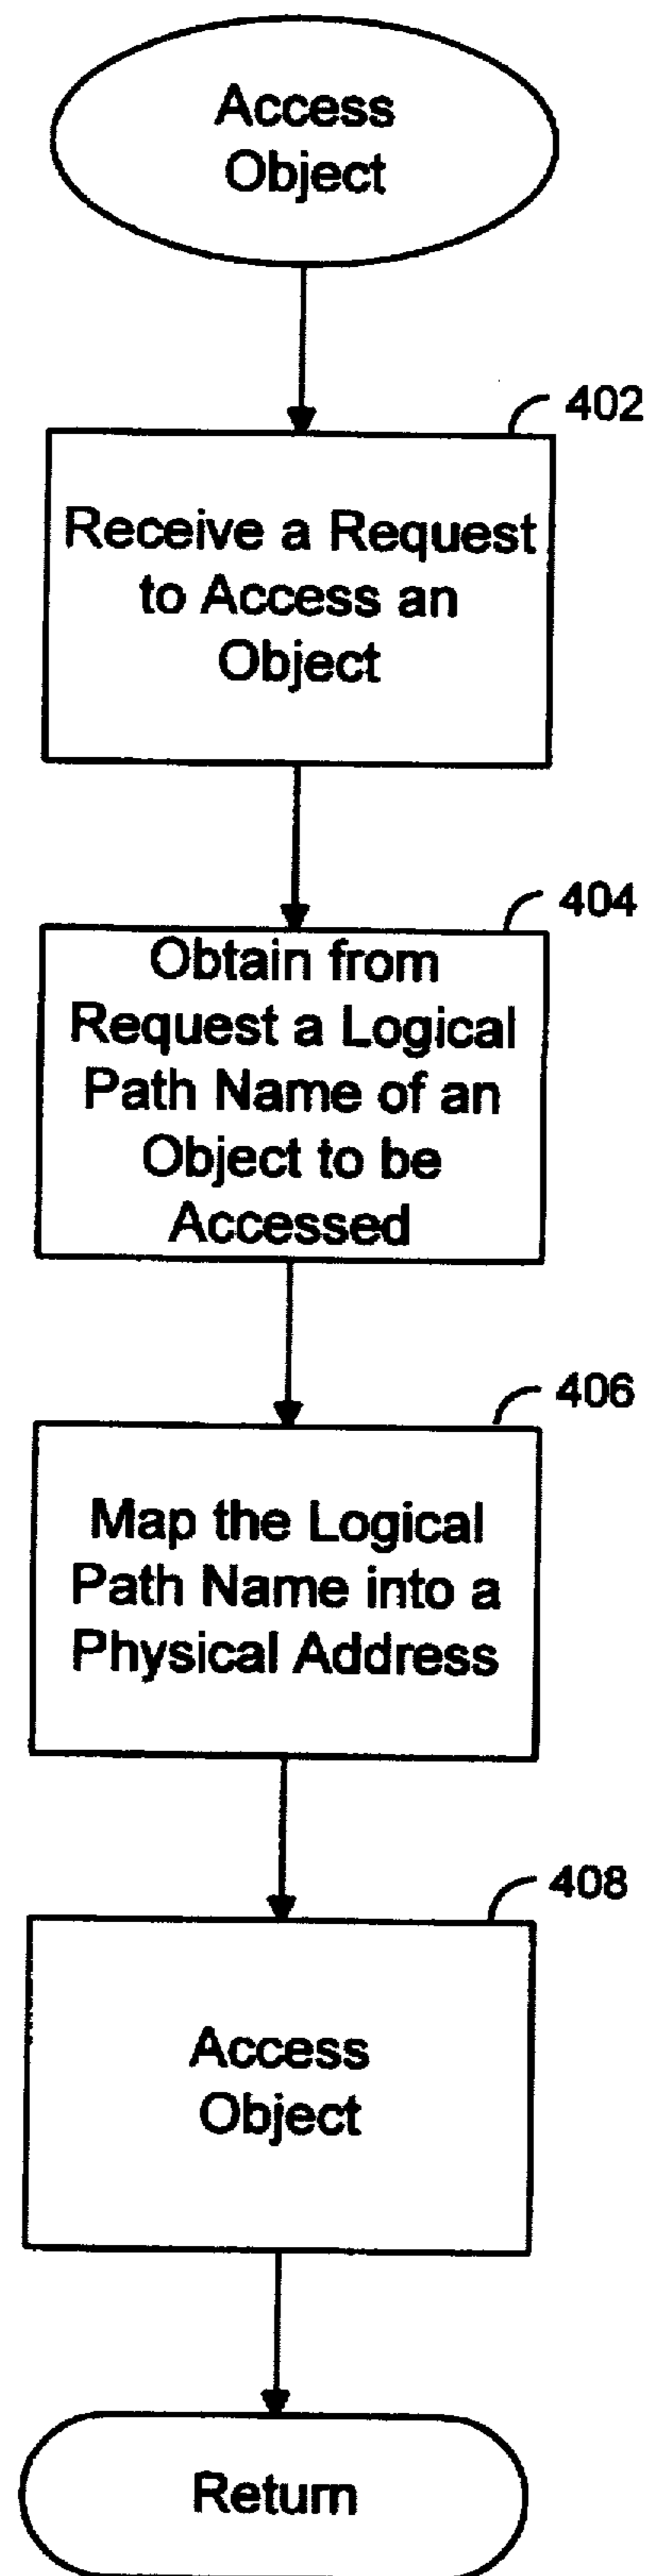 Access
Object
402
Receive a Request
to Access an
Object
404
Obtain from
Request a Logical
Path Name of an
Object to be
Accessed
406
Map the Logical
Path Name into a
Physical Address
408
Access
Object
Return